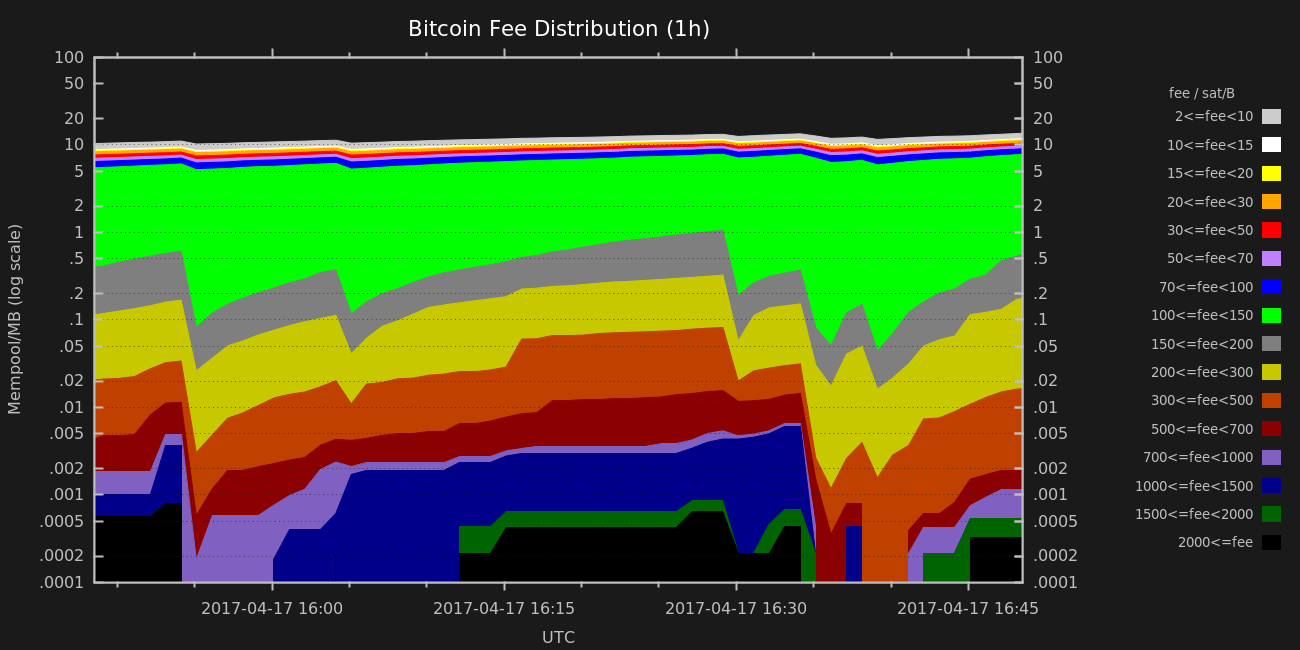 Bitcoin Fee Distribution (1h)
Mempool/MB (log scale)
100
50
20
10
5
2
1
.5
.2
.1
.05
.02
.01
.005
.002
.001
.0005
.0002
.0001
100
50
20
10
5
2
1
.5
.2
.1
.05
.02
.01
.005
.002
.001
.0005
.0002
.0001
2017-04-17 16:00
2017-04-17 16:15
2017-04-17 16:30
2017-04-17 16:45
UTC
fee / sat/B
2<=fee<10
10<=fee<15
15<=fee<20
20<=fee<30
30<=fee<50
50<=fee<70
70<=fee<100
100<=fee<150
150<=fee<200
200<=fee<300
300<=fee<500
500<=fee<700
700<=fee<1000
1000<=fee<1500
1500<=fee<2000
2000<=fee